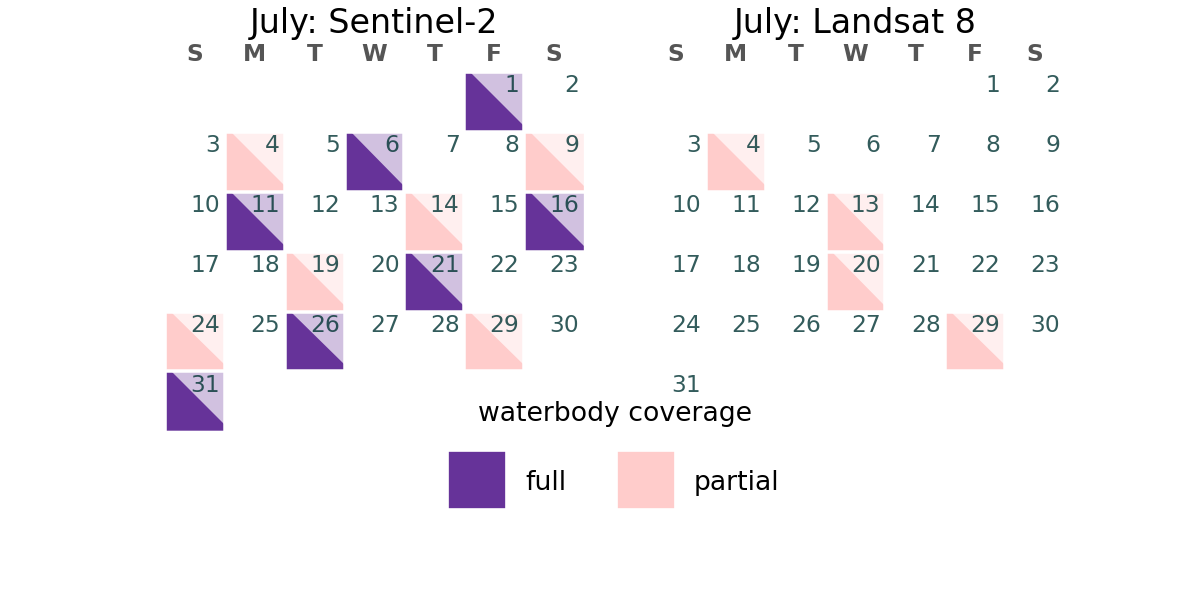 July: Sentinel-2
S M T W T F S
1 2
3 4 5 6 7 8 9
10 11 12 13 14 15 16
17 18 19 20 21 22 23
24 25 26 27 28 29 30
31
July: Landsat 8
S M T W T F S
1 2
3 4 5 6 7 8 9
10 11 12 13 14 15 16
17 18 19 20 21 22 23
24 25 26 27 28 29 30
31
waterbody coverage
full partial